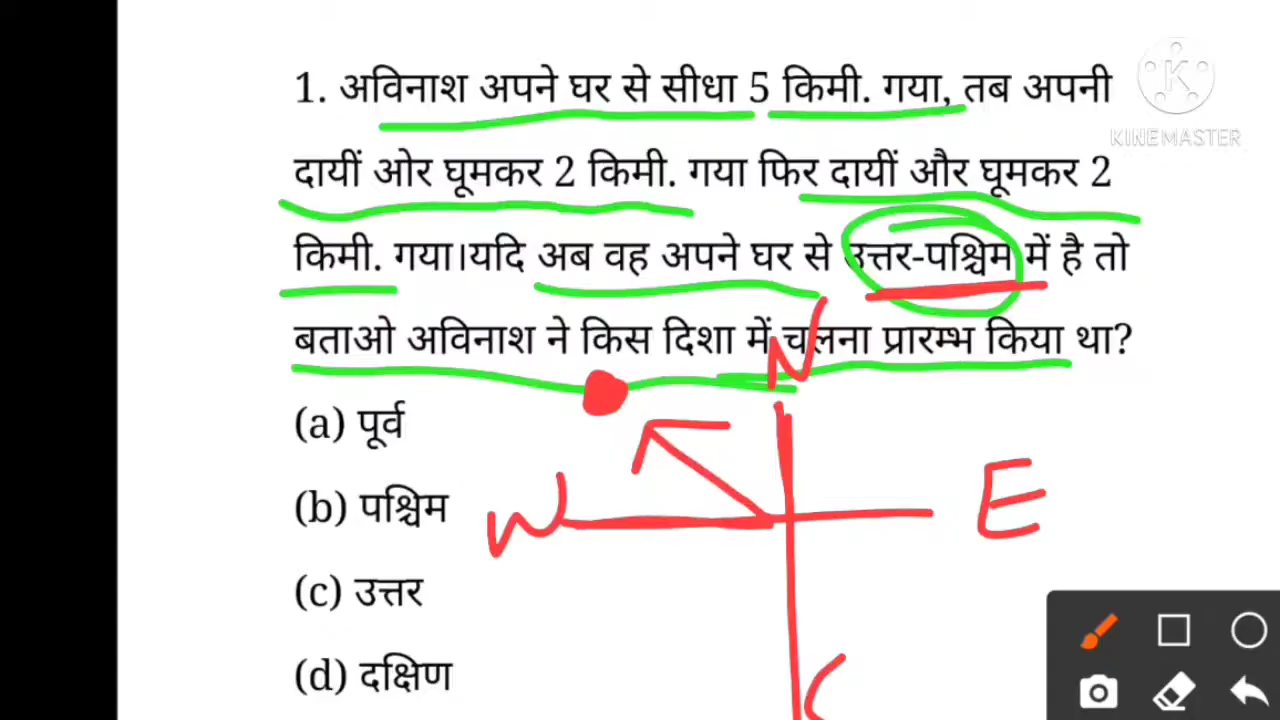 1. अविनाश अपने घर से सीधा 5 किमी. गया, तब अपनी
दायीं ओर घूमकर 2 किमी. गया फिर दायीं और घूमकर 2
किमी. गया।यदि अब वह अपने घर से उत्तर-पश्चिम में है तो
बताओ अविनाश ने किस दिशा में चलना प्रारम्भ किया था?
(a) पूर्व
(b) पश्चिम
(c) उत्तर
(d) दक्षिण
N
W
E
K
KINEMASTER